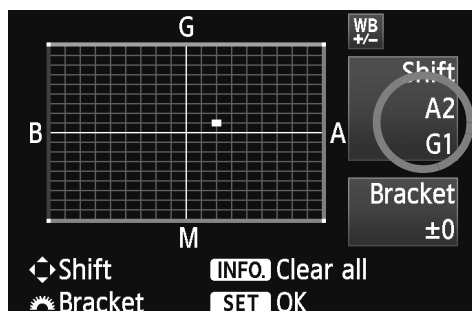 G
WB
+/−
Shift
A2
B
A
G1
Bracket
±0
M
Shift
INFO. Clear all
Bracket
SET OK